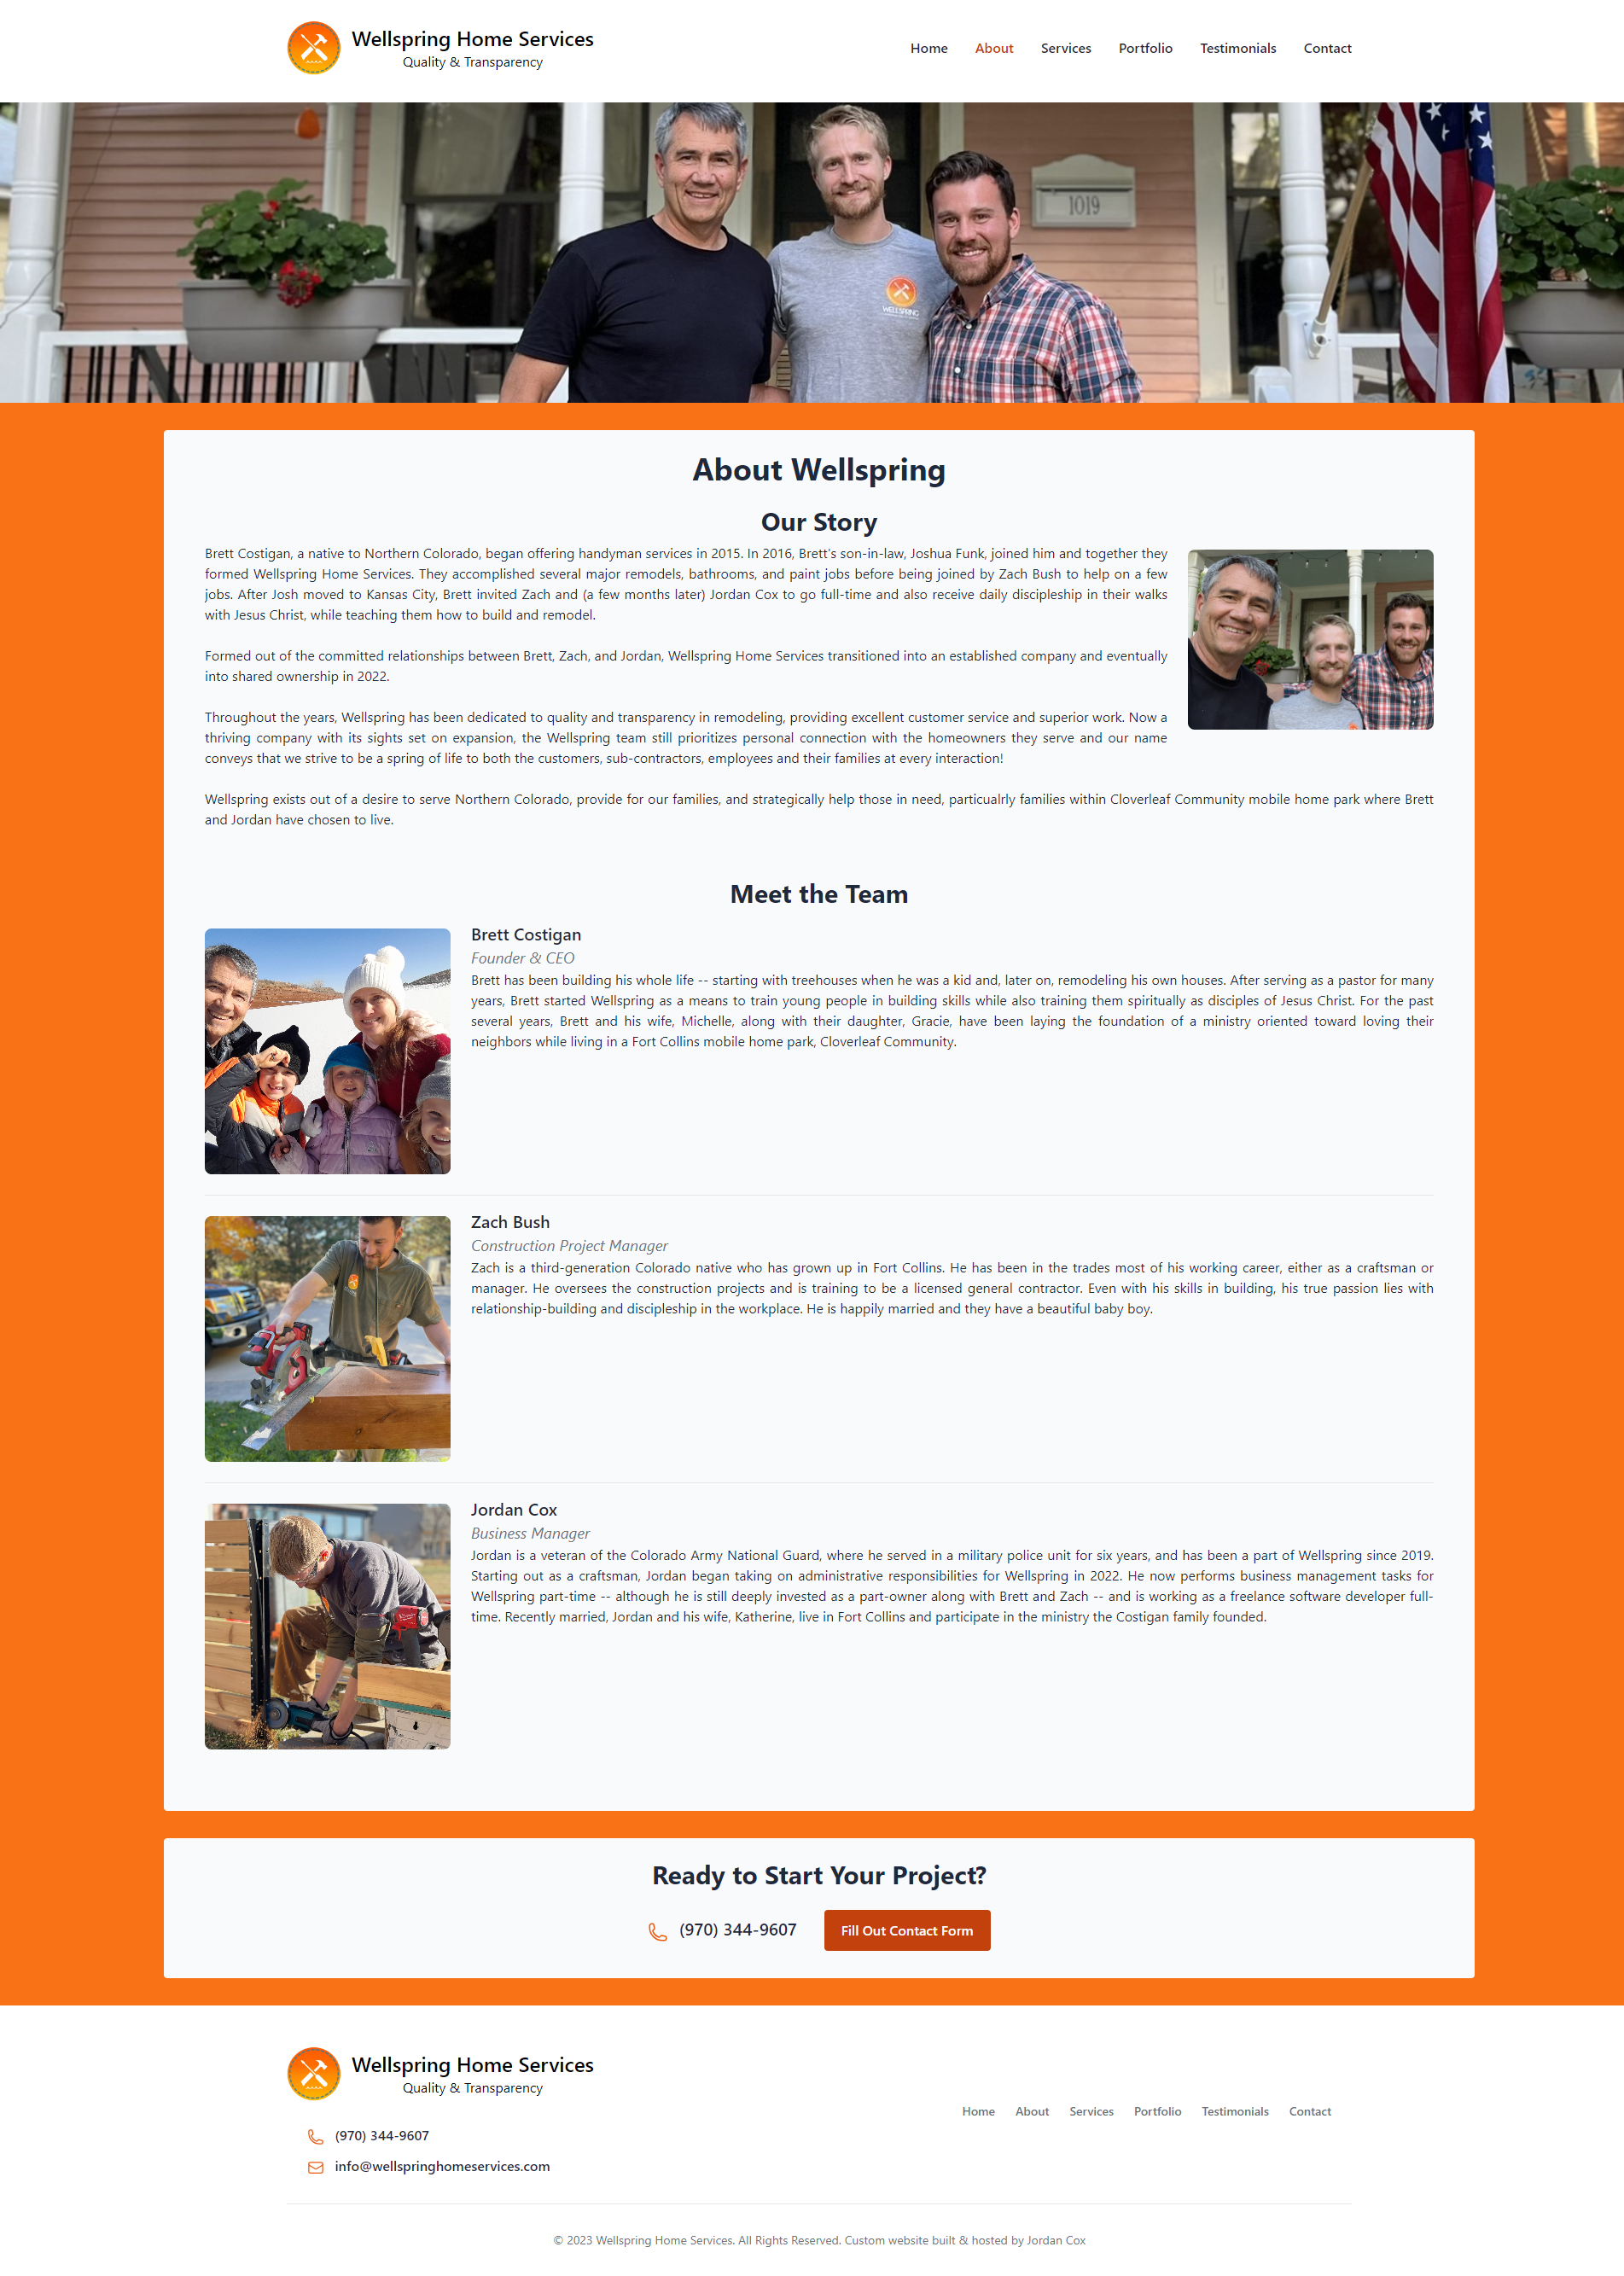 Wellspring Home Services
Quality & Transparency
Home About Services Portfolio Testimonials Contact
1019
WELLSPRING
About Wellspring
Our Story
Brett Costigan, a native to Northern Colorado, began offering handyman services in 2015. In 2016, Brett's son-in-law, Joshua Funk, joined him and together they
formed Wellspring Home Services. They accomplished several major remodels, bathrooms, and paint jobs before being joined by Zach Bush to help on a few
jobs. After Josh moved to Kansas City, Brett invited Zach and (a few months later) Jordan Cox to go full-time and also receive daily discipleship in their walks
with Jesus Christ, while teaching them how to build and remodel.
Formed out of the committed relationships between Brett, Zach, and Jordan, Wellspring Home Services transitioned into an established company and eventually
into shared ownership in 2022.
Throughout the years, Wellspring has been dedicated to quality and transparency in remodeling, providing excellent customer service and superior work. Now a
thriving company with its sights set on expansion, the Wellspring team still prioritizes personal connection with the homeowners they serve and our name
conveys that we strive to be a spring of life to both the customers, sub-contractors, employees and their families at every interaction!
Wellspring exists out of a desire to serve Northern Colorado, provide for our families, and strategically help those in need, particualrly families within Cloverleaf Community mobile home park where Brett
and Jordan have chosen to live.
Meet the Team
Brett Costigan
Founder & CEO
Brett has been building his whole life -- starting with treehouses when he was a kid and, later on, remodeling his own houses. After serving as a pastor for many
years, Brett started Wellspring as a means to train young people in building skills while also training them spiritually as disciples of Jesus Christ. For the past
several years, Brett and his wife, Michelle, along with their daughter, Gracie, have been laying the foundation of a ministry oriented toward loving their
neighbors while living in a Fort Collins mobile home park, Cloverleaf Community.
Zach Bush
Construction Project Manager
Zach is a third-generation Colorado native who has grown up in Fort Collins. He has been in the trades most of his working career, either as a craftsman or
manager. He oversees the construction projects and is training to be a licensed general contractor. Even with his skills in building, his true passion lies with
relationship-building and discipleship in the workplace. He is happily married and they have a beautiful baby boy.
Jordan Cox
Business Manager
Jordan is a veteran of the Colorado Army National Guard, where he served in a military police unit for six years, and has been a part of Wellspring since 2019.
Starting out as a craftsman, Jordan began taking on administrative responsibilities for Wellspring in 2022. He now performs business management tasks for
Wellspring part-time -- although he is still deeply invested as a part-owner along with Brett and Zach -- and is working as a freelance software developer full-
time. Recently married, Jordan and his wife, Katherine, live in Fort Collins and participate in the ministry the Costigan family founded.
Ready to Start Your Project?
(970) 344-9607
Fill Out Contact Form
Wellspring Home Services
Quality & Transparency
(970) 344-9607
info@wellspringhomeservices.com
Home About Services Portfolio Testimonials Contact
© 2023 Wellspring Home Services. All Rights Reserved. Custom website built & hosted by Jordan Cox